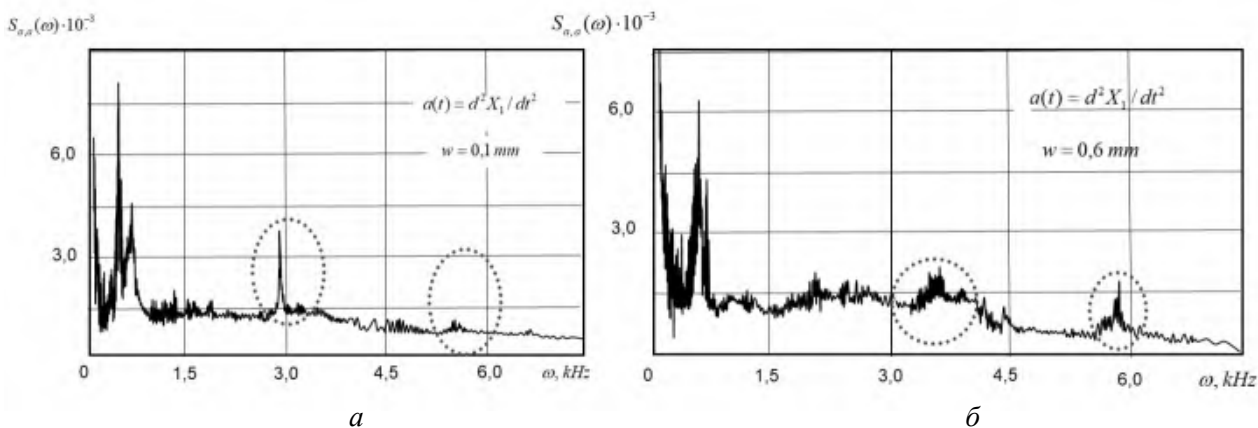 S_{a,a}(ω)·10⁻³
6,0
3,0
a(t) = d²X₁ / dt²
w = 0,1 mm
0 1,5 3,0 4,5 6,0 ω, kHz
а
S_{a,a}(ω)·10⁻³
6,0
3,0
a(t) = d²X₁ / dt²
w = 0,6 mm
0 1,5 3,0 4,5 6,0 ω, kHz
б